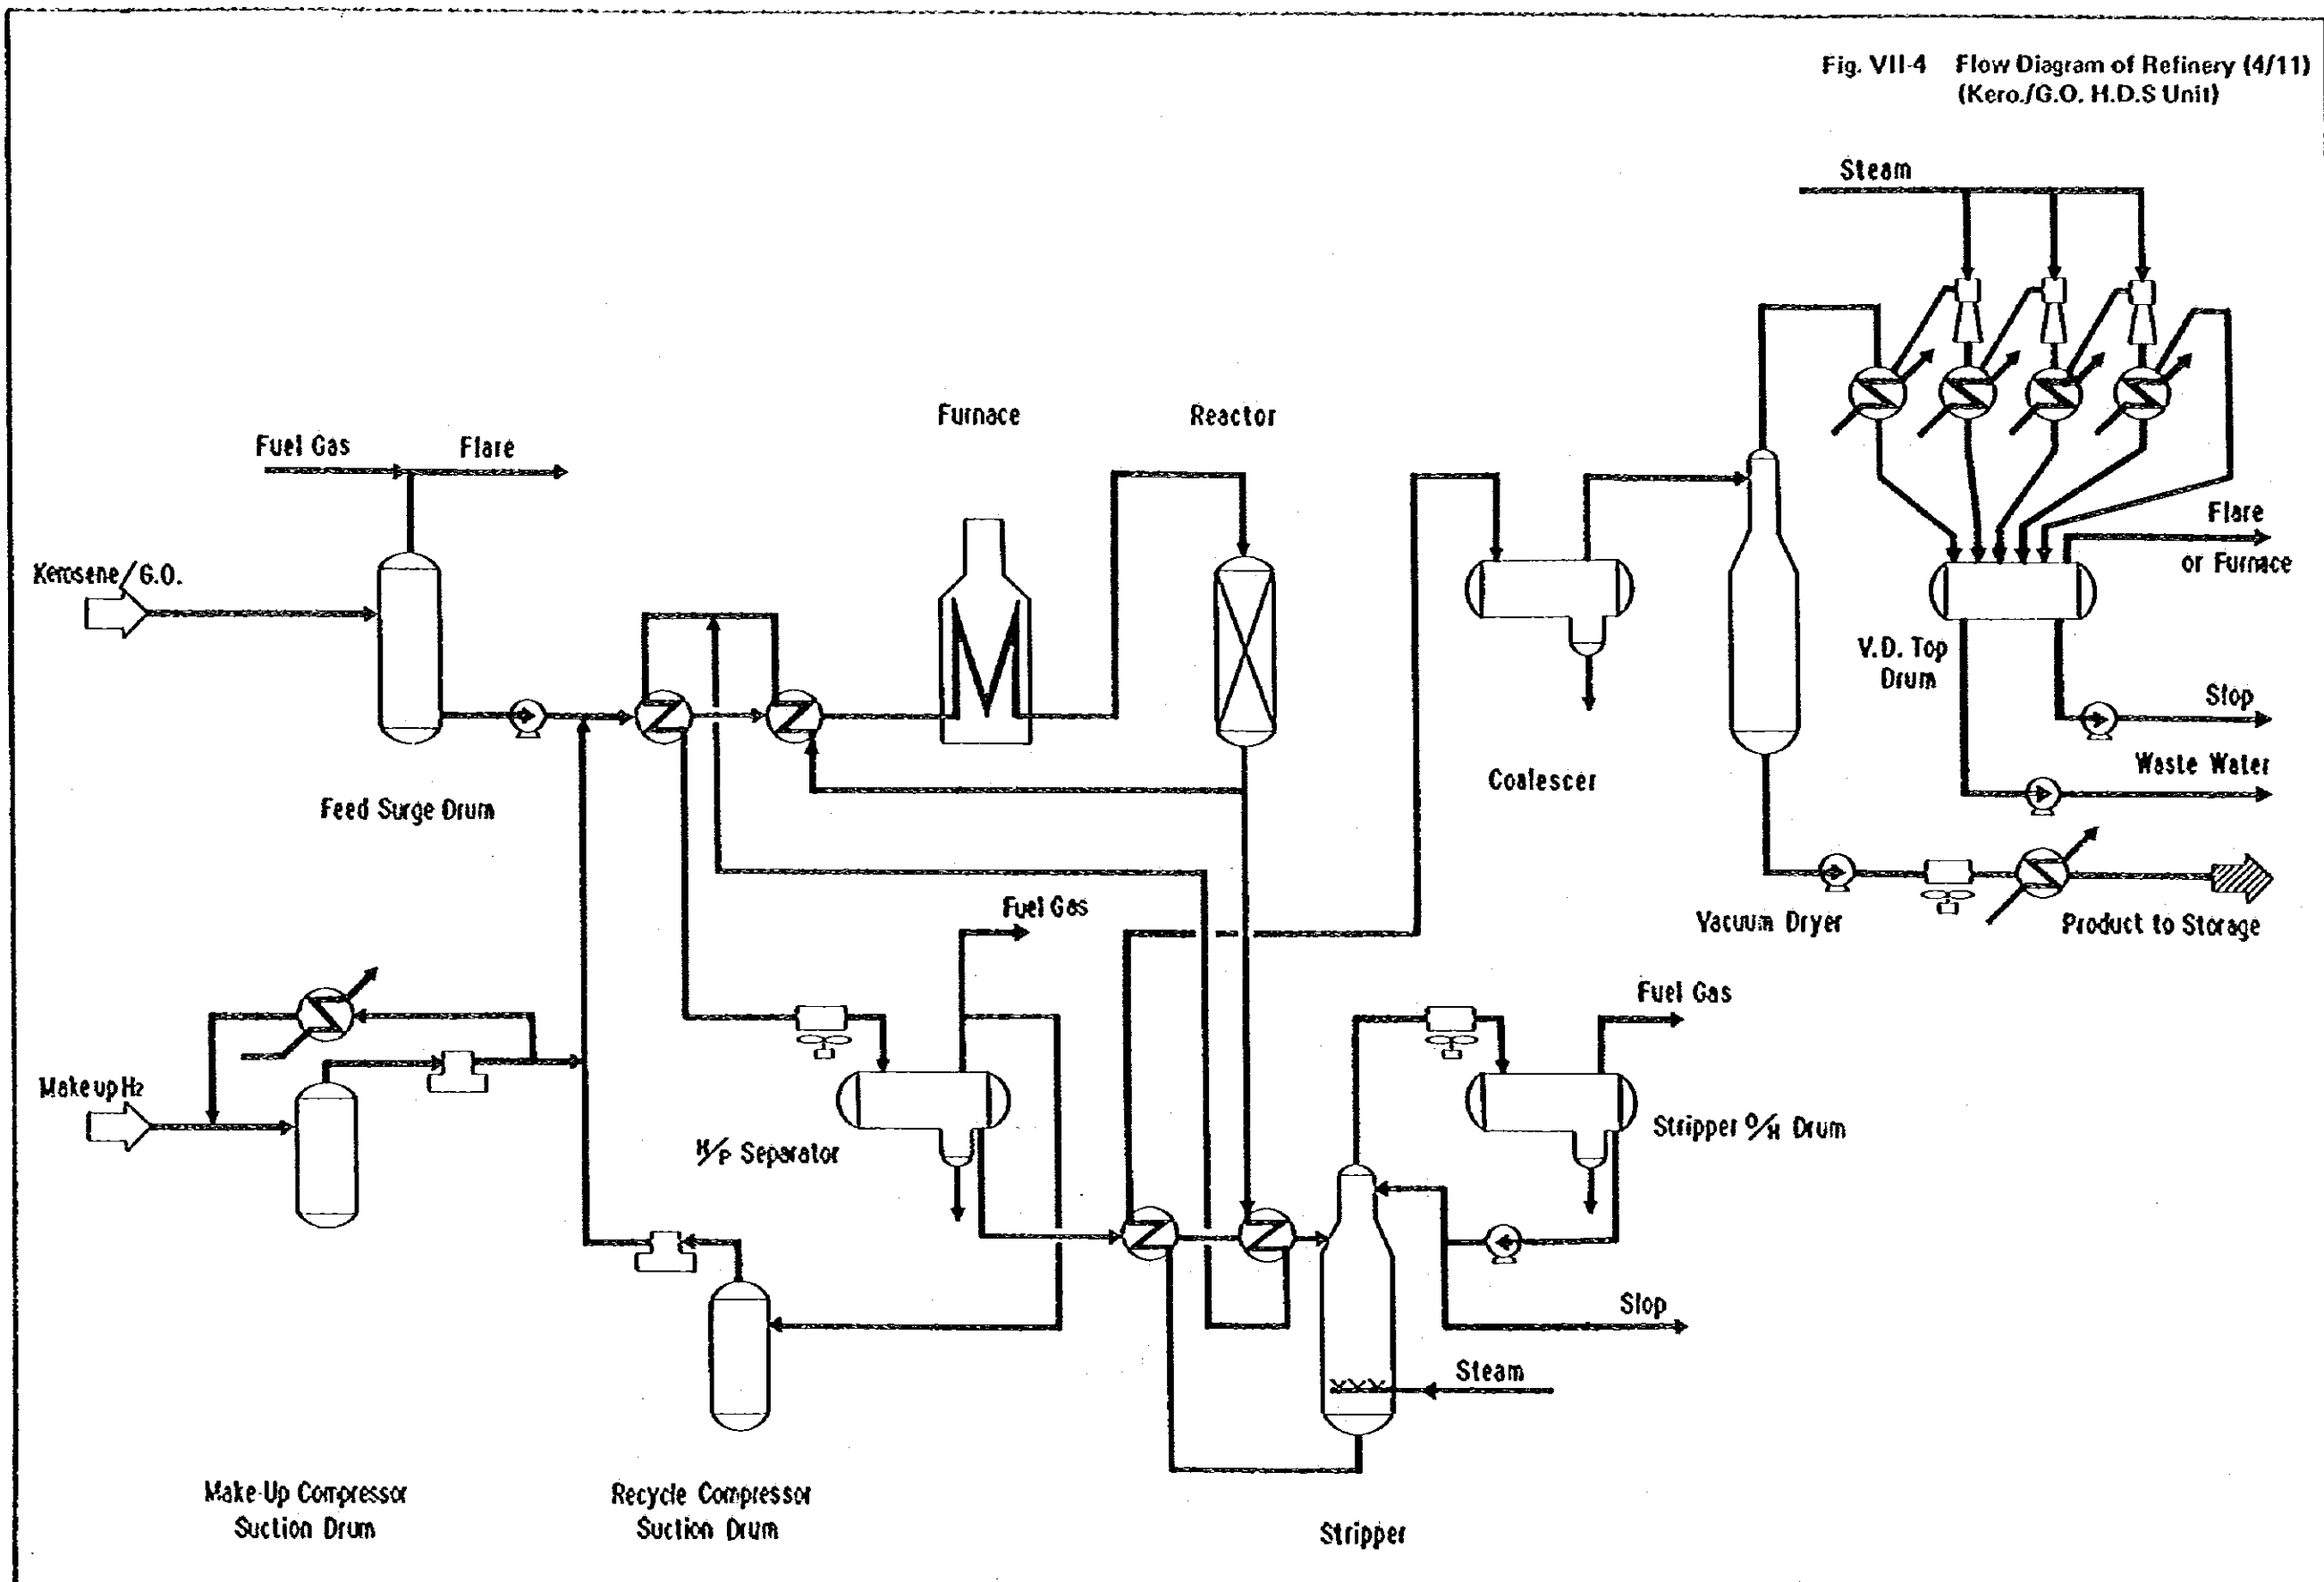 Fig. VII-4 Flow Diagram of Refinery (4/11)
(Kero./G.O. H.D.S Unit)
Steam
Furnace
Reactor
Fuel Gas
Flare
Flare
or Furnace
Kerosene/G.O.
V.D. Top
Drum
Slop
Waste Water
Coalescer
Feed Surge Drum
Fuel Gas
Vacuum Dryer
Product to Storage
Fuel Gas
Make up H2
H/P Separator
Stripper O/H Drum
Slop
Steam
Make-Up Compressor
Suction Drum
Recycle Compressor
Suction Drum
Stripper